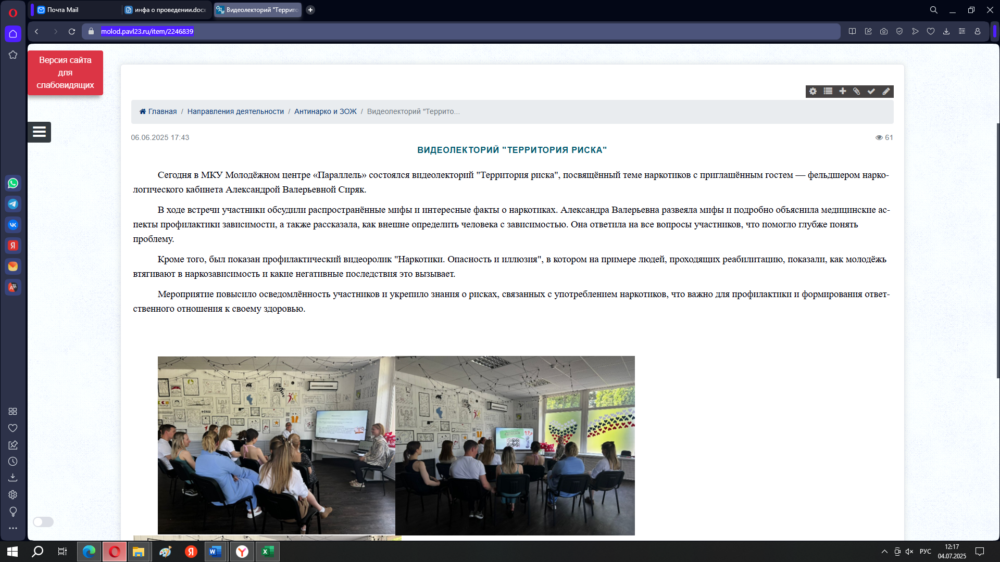 Почта Mail
инфа о проведении.docx
Видеолекторий "Террито
molod.pavl23.ru/item/2246839
Версия сайта
для
слабовидящих
Главная / Направления деятельности / Антинарко и ЗОЖ / Видеолекторий "Террито...
06.06.2025 17:43
61
ВИДЕОЛЕКТОРИЙ "ТЕРРИТОРИЯ РИСКА"
Сегодня в МКУ Молодёжном центре «Параллель» состоялся видеолекторий "Территория риска", посвящённый теме наркотиков с приглашённым гостем — фельдшером нарко-
логического кабинета Александрой Валерьевной Сиряк.
В ходе встречи участники обсудили распространённые мифы и интересные факты о наркотиках. Александра Валерьевна развеяла мифы и подробно объяснила медицинские ас-
пекты профилактики зависимости, а также рассказала, как внешне определить человека с зависимостью. Она ответила на все вопросы участников, что помогло глубже понять
проблему.
Кроме того, был показан профилактический видеоролик "Наркотики. Опасность и иллюзия", в котором на примере людей, проходящих реабилитацию, показали, как молодёжь
втягивают в наркозависимость и какие негативные последствия это вызывает.
Мероприятие повысило осведомлённость участников и укрепило знания о рисках, связанных с употреблением наркотиков, что важно для профилактики и формирования ответ-
ственного отношения к своему здоровью.
РУС
12:17
04.07.2025